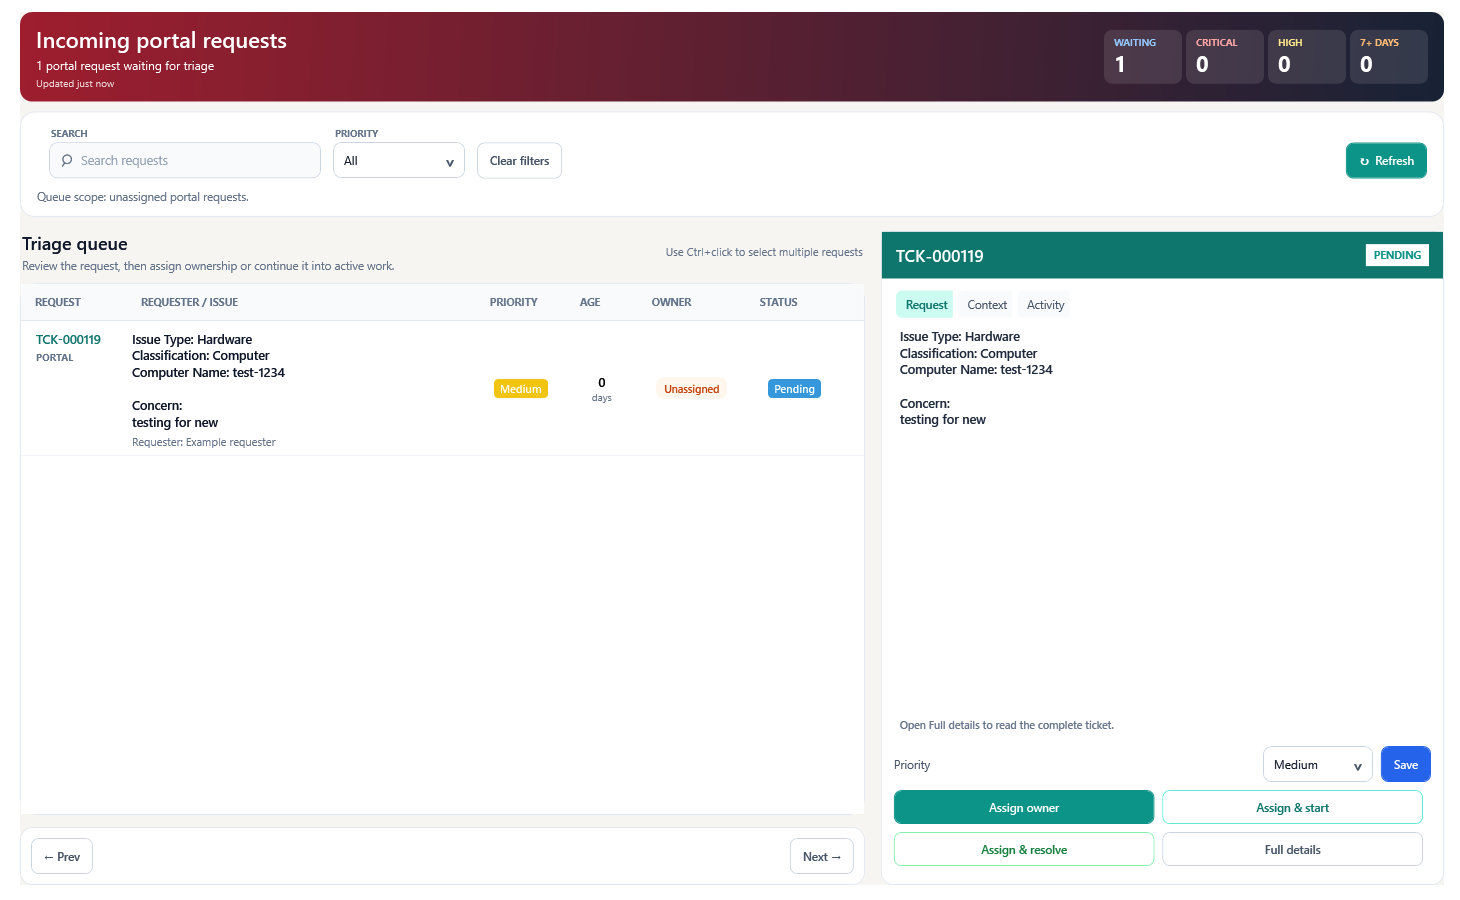 Incoming portal requests
1 portal request waiting for triage
Updated just now
WAITING
1
CRITICAL
0
HIGH
0
7+ DAYS
0
SEARCH
Search requests
PRIORITY
All
Clear filters
↻ Refresh
Queue scope: unassigned portal requests.
Triage queue
Review the request, then assign ownership or continue it into active work.
Use Ctrl+click to select multiple requests
REQUEST REQUESTER / ISSUE PRIORITY AGE OWNER STATUS
TCK-000119
PORTAL
Issue Type: Hardware
Classification: Computer
Computer Name: test-1234
Concern:
testing for new
Requester: Example requester
Medium
0
days
Unassigned
Pending
← Prev
Next →
TCK-000119
PENDING
Request Context Activity
Issue Type: Hardware
Classification: Computer
Computer Name: test-1234
Concern:
testing for new
Open Full details to read the complete ticket.
Priority
Medium
Save
Assign owner
Assign & start
Assign & resolve
Full details